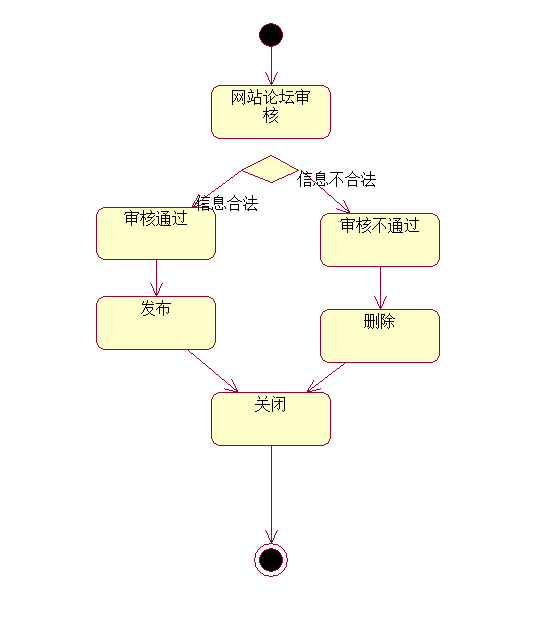 网站论坛审
核
信息不合法
信息合法
审核通过
审核不通过
发布
删除
关闭